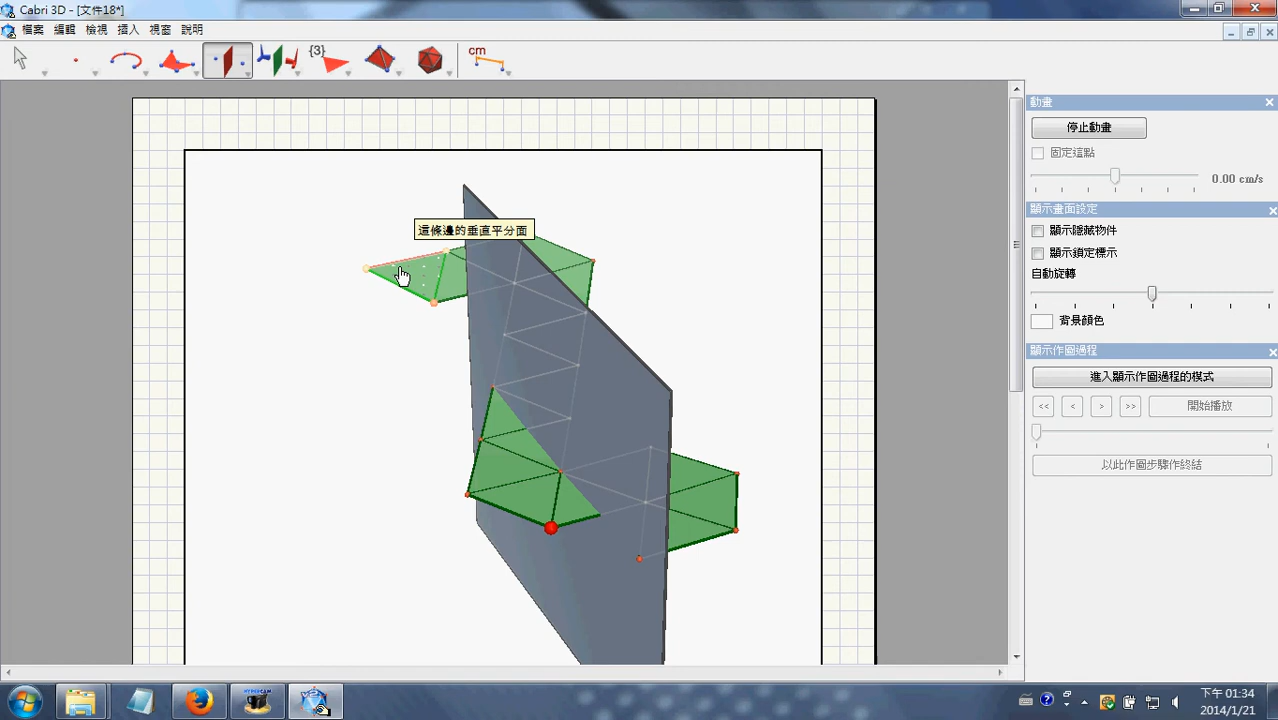 Cabri 3D - [文件18*]
檔案 編輯 檢視 插入 視窗 說明
{3}
cm
動畫
停止動畫
固定這點
0.00 cm/s
顯示畫面設定
顯示隱藏物件
顯示鎖定標示
自動旋轉
背景顏色
顯示作圖過程
進入顯示作圖過程的模式
<< < > >> 開始播放
以此作圖步驟作終結
這條邊的垂直平分面
HYPERCAM
下午 01:34
2014/1/21